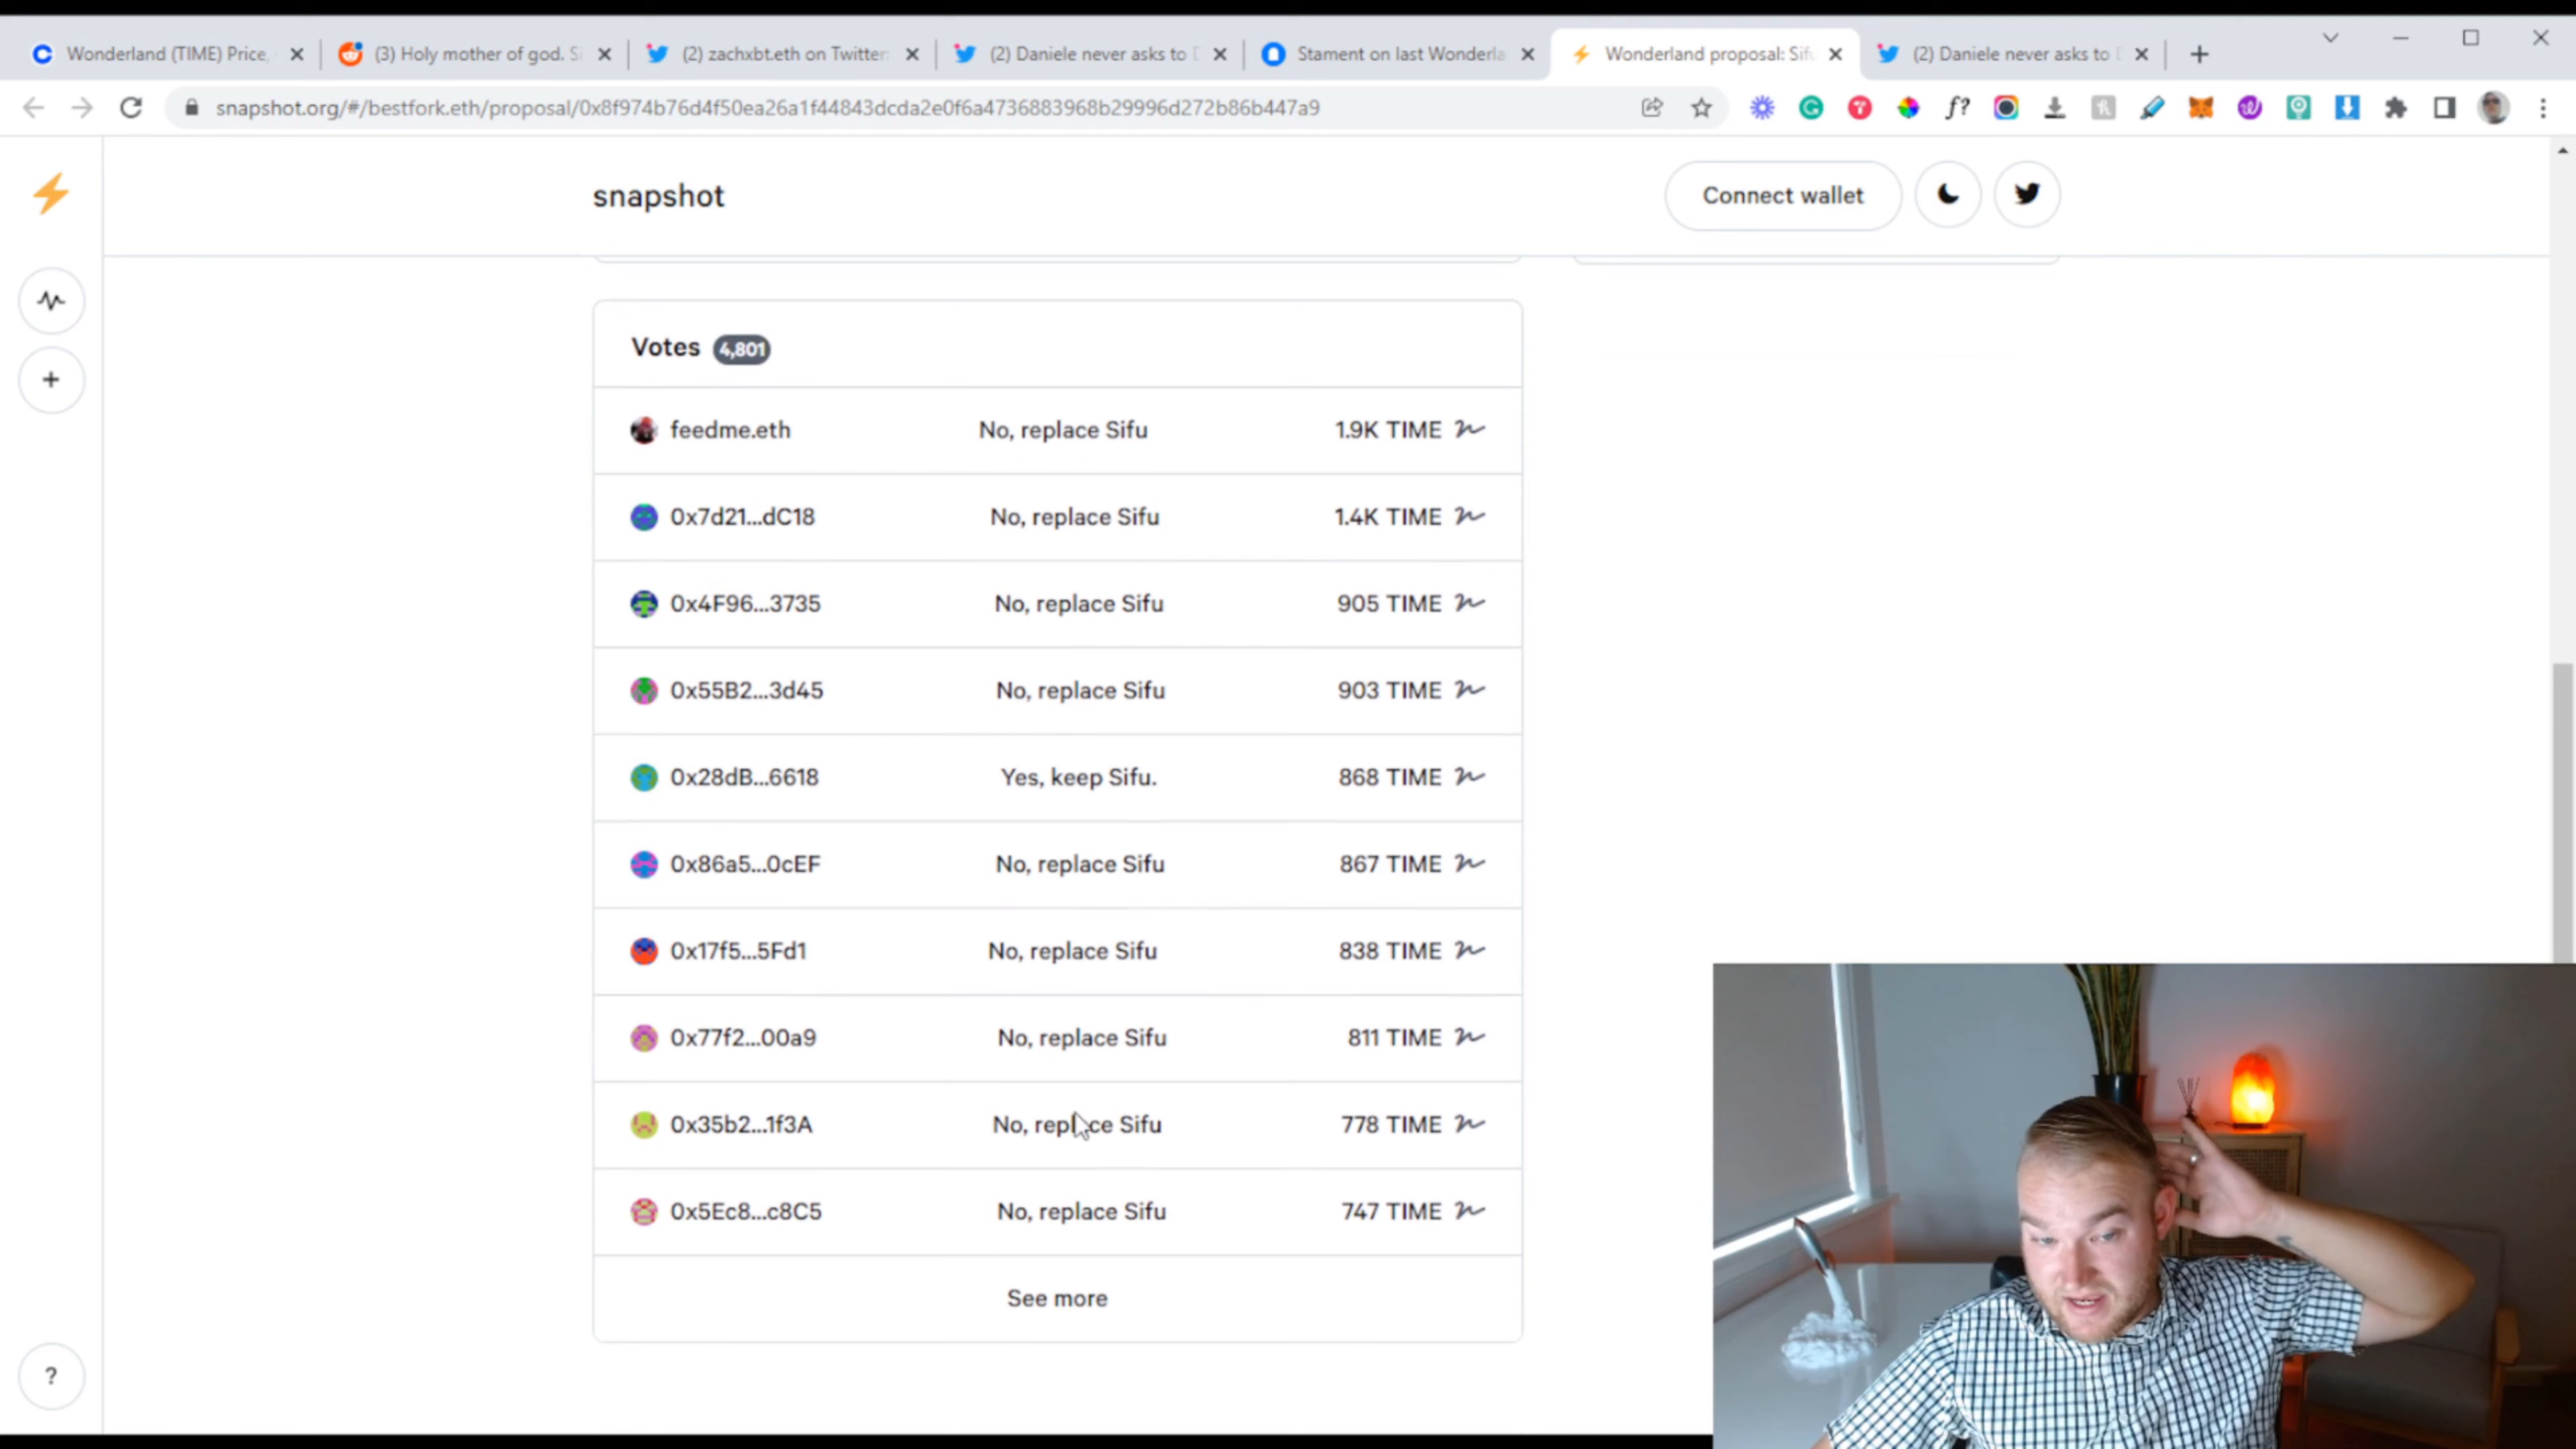 Wonderland (TIME) Price,
(3) Holy mother of god. Si
(2) zachxbt.eth on Twitter:
(2) Daniele never asks to D
Stament on last Wonderla
Wonderland proposal: Sifu
(2) Daniele never asks to D
snapshot.org/#/bestfork.eth/proposal/0x8f974b76d4f50ea26a1f44843dcda2e0f6a4736883968b29996d272b86b447a9
snapshot
Connect wallet
Votes 4,801
feedme.eth No, replace Sifu 1.9K TIME
0x7d21...dC18 No, replace Sifu 1.4K TIME
0x4F96...3735 No, replace Sifu 905 TIME
0x55B2...3d45 No, replace Sifu 903 TIME
0x28dB...6618 Yes, keep Sifu. 868 TIME
0x86a5...0cEF No, replace Sifu 867 TIME
0x17f5...5Fd1 No, replace Sifu 838 TIME
0x77f2...00a9 No, replace Sifu 811 TIME
0x35b2...1f3A No, replace Sifu 778 TIME
0x5Ec8...c8C5 No, replace Sifu 747 TIME
See more
?